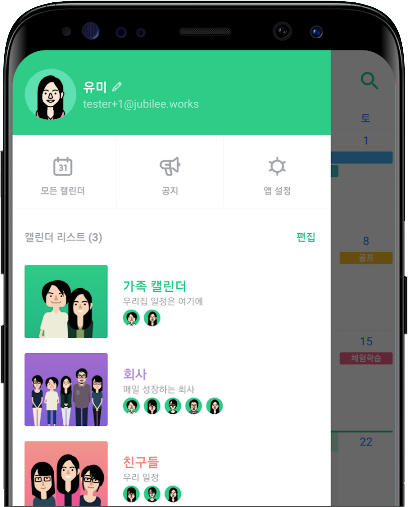 유미
tester+1@jubilee.works
31
모든 캘린더
공지
앱 설정
캘린더 리스트 (3)
편집
가족 캘린더
우리집 일정은 여기에
회사
매일 성장하는 회사
친구들
우리 일정
토
1
8
골프
15
체험학습
22